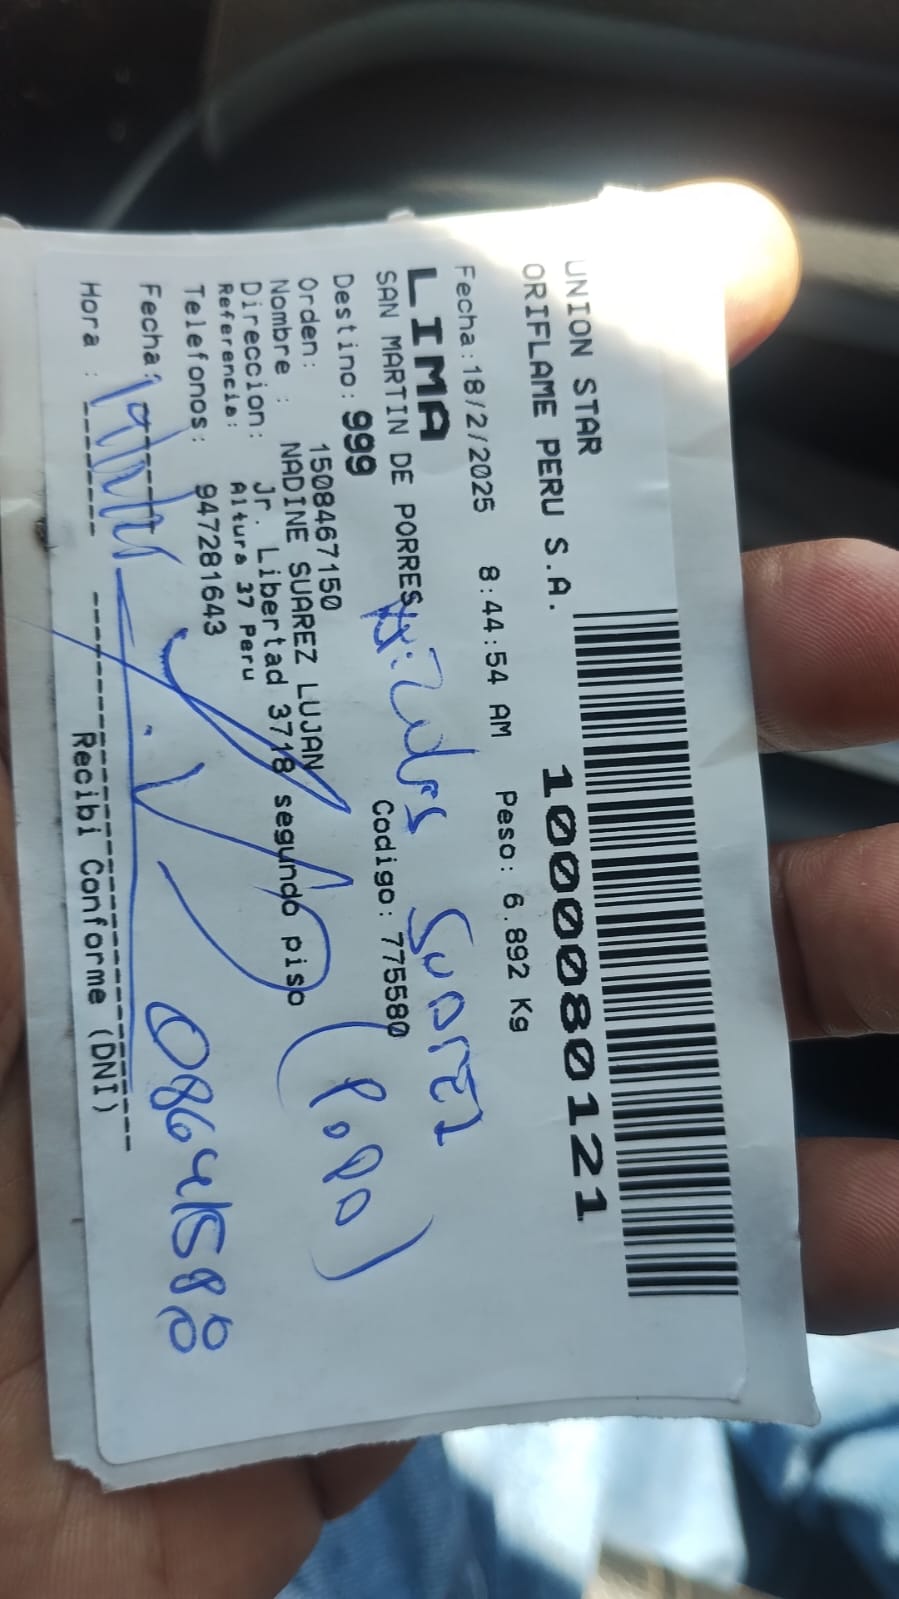 UNION STAR
ORIFLAME PERU S.A. 1000080121
Fecha:18/2/2025 8:44:54 AM Peso: 6.892 Kg
LIMA
SAN MARTIN DE PORRES Codigo: 775580
Suarez
Destino: 999
Orden: 1508467150
Nombre : NADINE SUAREZ LUJAN
(Papa)
Direccion: Jr. Libertad 3718 segundo piso
Referencia: Altura 37 Peru
Telefonos: 947281643
08641588
Fecha:
Hora :
Recibi Conforme (DNI)